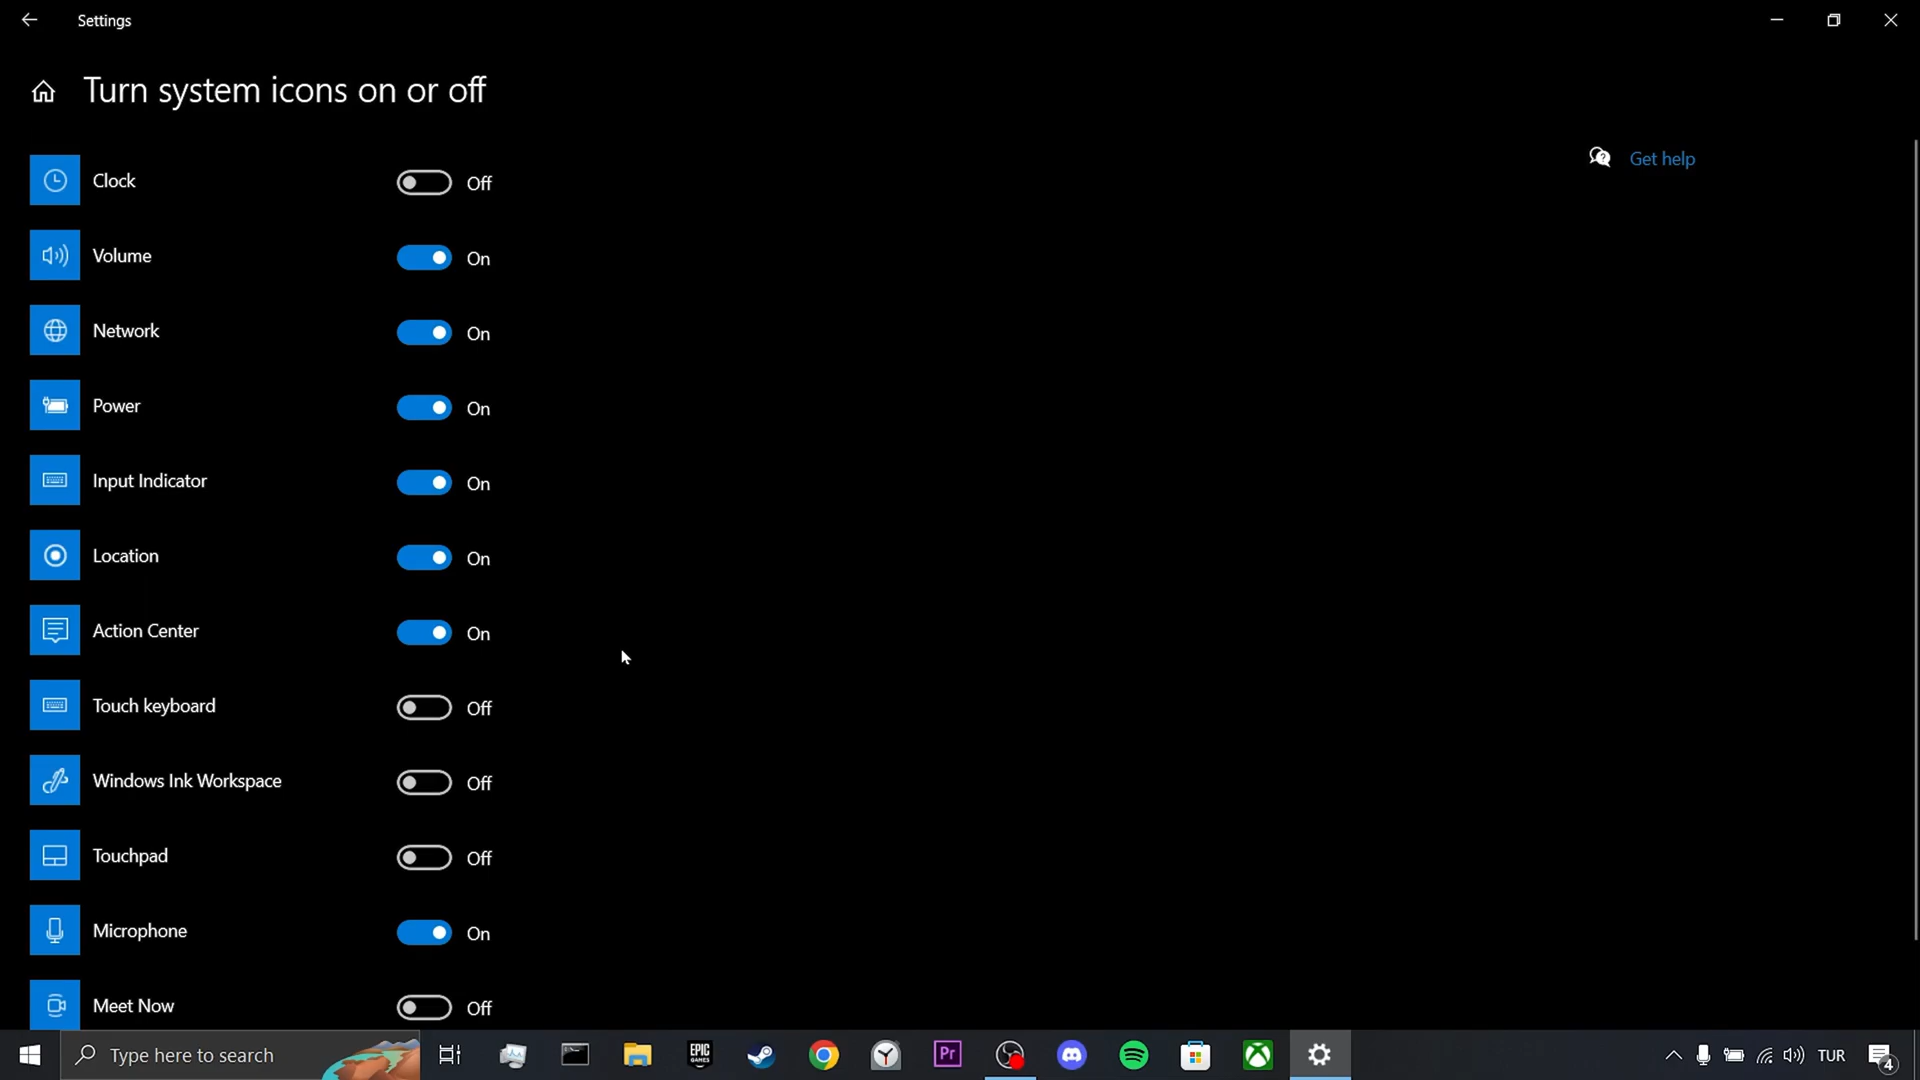 Settings
Turn system icons on or off
Get help
Clock Off
Volume On
Network On
Power On
Input Indicator On
Location On
Action Center On
Touch keyboard Off
Windows Ink Workspace Off
Touchpad Off
Microphone On
Meet Now Off
Type here to search
EPIC
GAMES
Pr
TUR
4